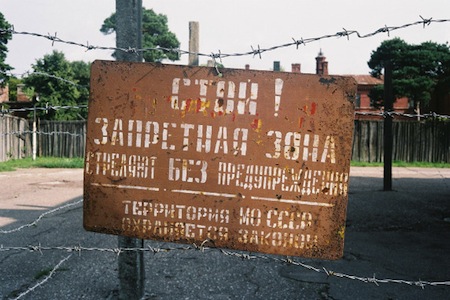 СТОЙ !
ЗАПРЕТНАЯ ЗОНА
СТРЕЛЯЮТ БЕЗ ПРЕДУПРЕЖДЕНИЯ
ТЕРРИТОРИЯ МО СССР
ОХРАНЯЕТСЯ ЗАКОНОМ